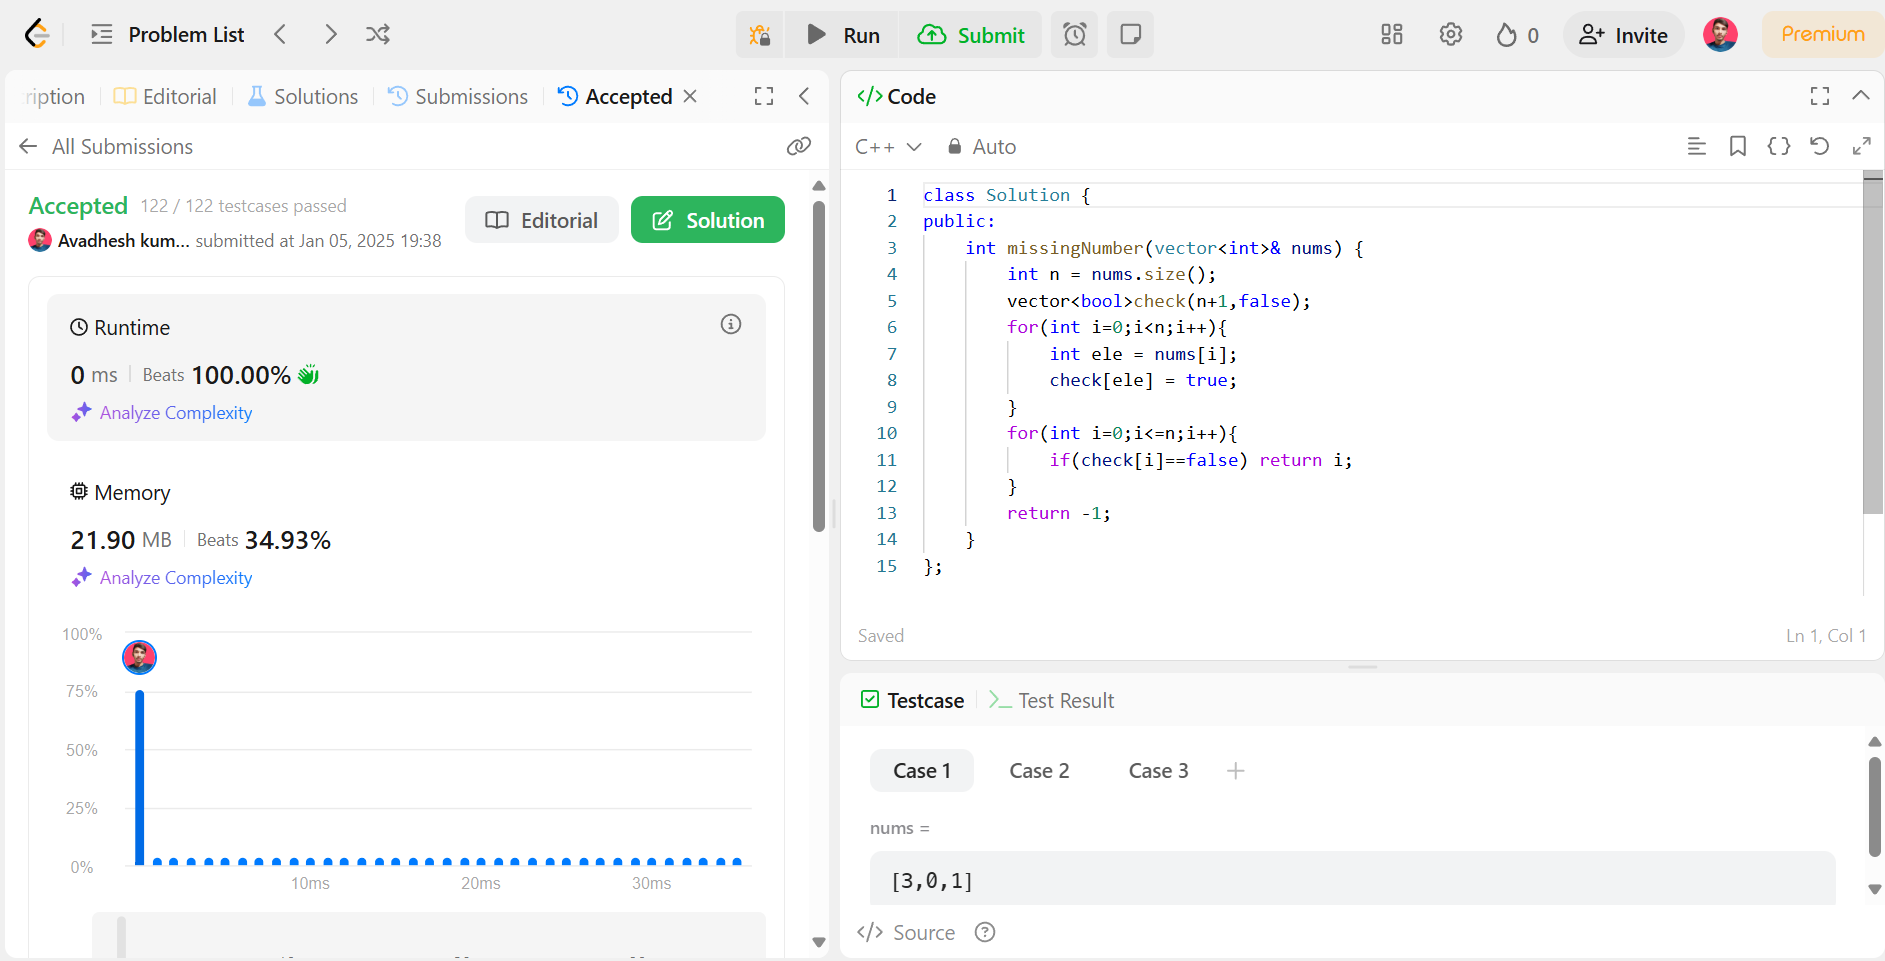 Problem List
Run
Submit
0
Invite
Premium
ription
Editorial
Solutions
Submissions
Accepted
All Submissions
Accepted 122 / 122 testcases passed
Avadhesh kum... submitted at Jan 05, 2025 19:38
Editorial
Solution
Runtime
0 ms Beats 100.00%
Analyze Complexity
Memory
21.90 MB Beats 34.93%
Analyze Complexity
100%
75%
50%
25%
0%
10ms
20ms
30ms
</> Code
C++
Auto
1 class Solution {
2 public:
3     int missingNumber(vector<int>& nums) {
4         int n = nums.size();
5         vector<bool>check(n+1,false);
6         for(int i=0;i<n;i++){
7             int ele = nums[i];
8             check[ele] = true;
9         }
10         for(int i=0;i<=n;i++){
11             if(check[i]==false) return i;
12         }
13         return -1;
14     }
15 };
Saved
Ln 1, Col 1
Testcase
Test Result
Case 1
Case 2
Case 3
+
nums =
[3,0,1]
</> Source